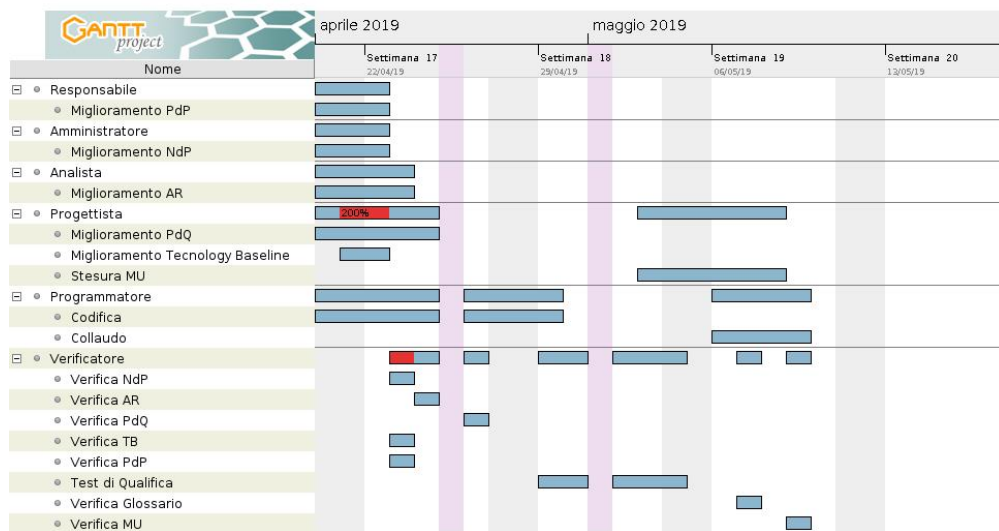 GANTT
project
aprile 2019
maggio 2019
Settimana 17
Settimana 18
Settimana 19
Settimana 20
22/04/19
29/04/19
06/05/19
13/05/19
Nome
Responsabile
Miglioramento PdP
Amministratore
Miglioramento NdP
Analista
Miglioramento AR
Progettista
200%
Miglioramento PdQ
Miglioramento Tecnology Baseline
Stesura MU
Programmatore
Codifica
Collaudo
Verificatore
Verifica NdP
Verifica AR
Verifica PdQ
Verifica TB
Verifica PdP
Test di Qualifica
Verifica Glossario
Verifica MU